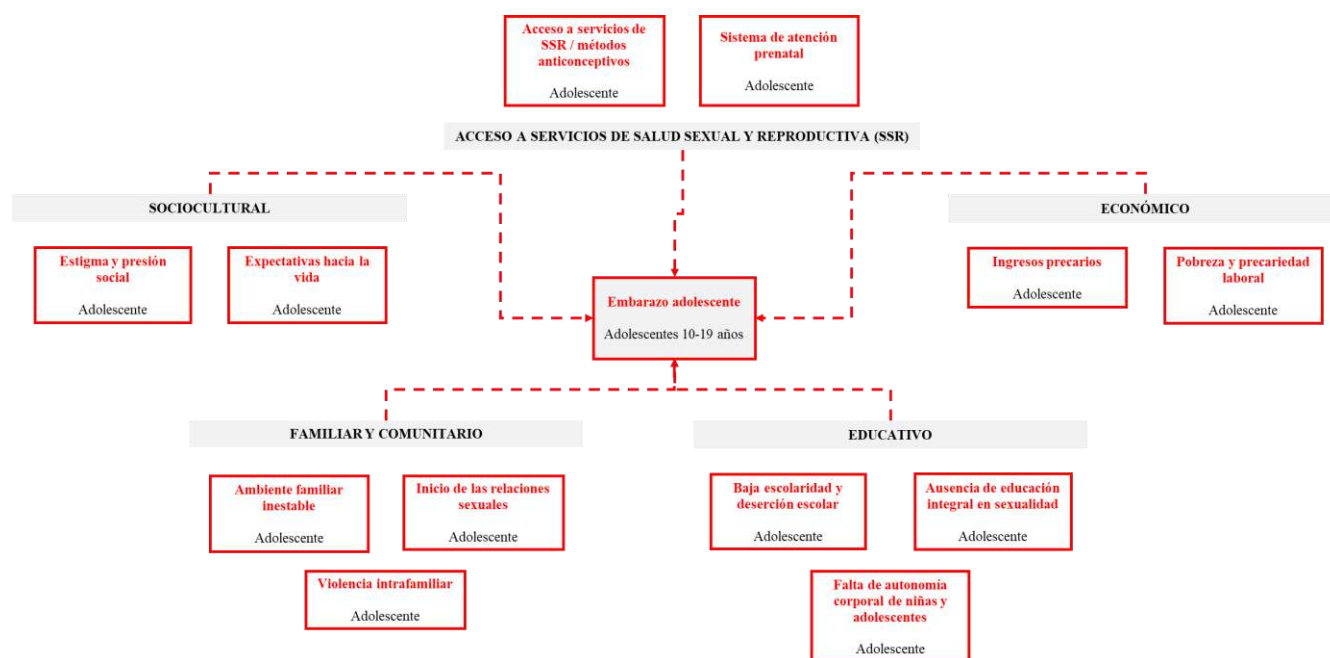 Acceso a servicios de
SSR / métodos
anticonceptivos
Adolescente
Sistema de atención
prenatal
Adolescente
ACCESO A SERVICIOS DE SALUD SEXUAL Y REPRODUCTIVA (SSR)
SOCIOCULTURAL
Estigma y presión
social
Adolescente
Expectativas hacia la
vida
Adolescente
ECONÓMICO
Ingresos precarios
Adolescente
Pobreza y precariedad
laboral
Adolescente
Embarazo adolescente
Adolescentes 10-19 años
FAMILIAR Y COMUNITARIO
Ambiente familiar
inestable
Adolescente
Inicio de las relaciones
sexuales
Adolescente
Violencia intrafamiliar
Adolescente
EDUCATIVO
Baja escolaridad y
deserción escolar
Adolescente
Ausencia de educación
integral en sexualidad
Adolescente
Falta de autonomía
corporal de niñas y
adolescentes
Adolescente